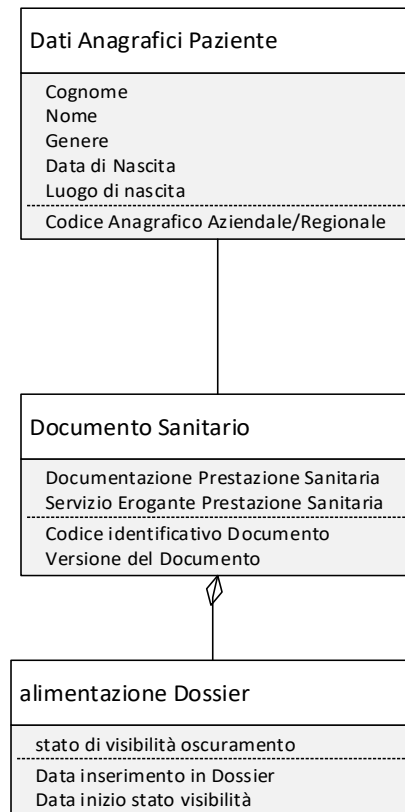 Dati Anagrafici Paziente
Cognome
Nome
Genere
Data di Nascita
Luogo di nascita
Codice Anagrafico Aziendale/Regionale
Documento Sanitario
Documentazione Prestazione Sanitaria
Servizio Erogante Prestazione Sanitaria
Codice identificativo Documento
Versione del Documento
alimentazione Dossier
stato di visibilità oscuramento
Data inserimento in Dossier
Data inizio stato visibilità